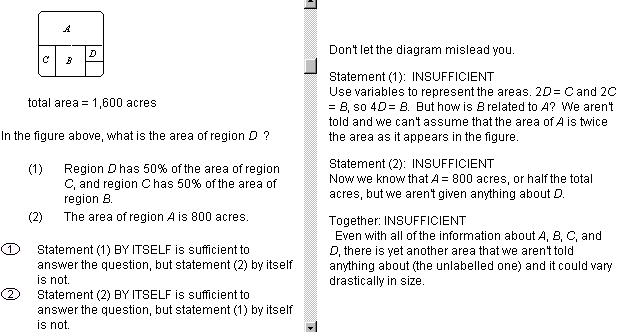 A
C
B
D
total area = 1,600 acres
In the figure above, what is the area of region D ?
(1) Region D has 50% of the area of region
C, and region C has 50% of the area of
region B.
(2) The area of region A is 800 acres.
1 Statement (1) BY ITSELF is sufficient to
answer the question, but statement (2) by itself
is not.
2 Statement (2) BY ITSELF is sufficient to
answer the question, but statement (1) by itself
is not.
Don't let the diagram mislead you.
Statement (1): INSUFFICIENT
Use variables to represent the areas. 2D = C and 2C
= B, so 4D = B. But how is B related to A? We aren't
told and we can't assume that the area of A is twice
the area as it appears in the figure.
Statement (2): INSUFFICIENT
Now we know that A = 800 acres, or half the total
acres, but we aren't given anything about D.
Together: INSUFFICIENT
Even with all of the information about A, B, C, and
D, there is yet another area that we aren't told
anything about (the unlabelled one) and it could vary
drastically in size.